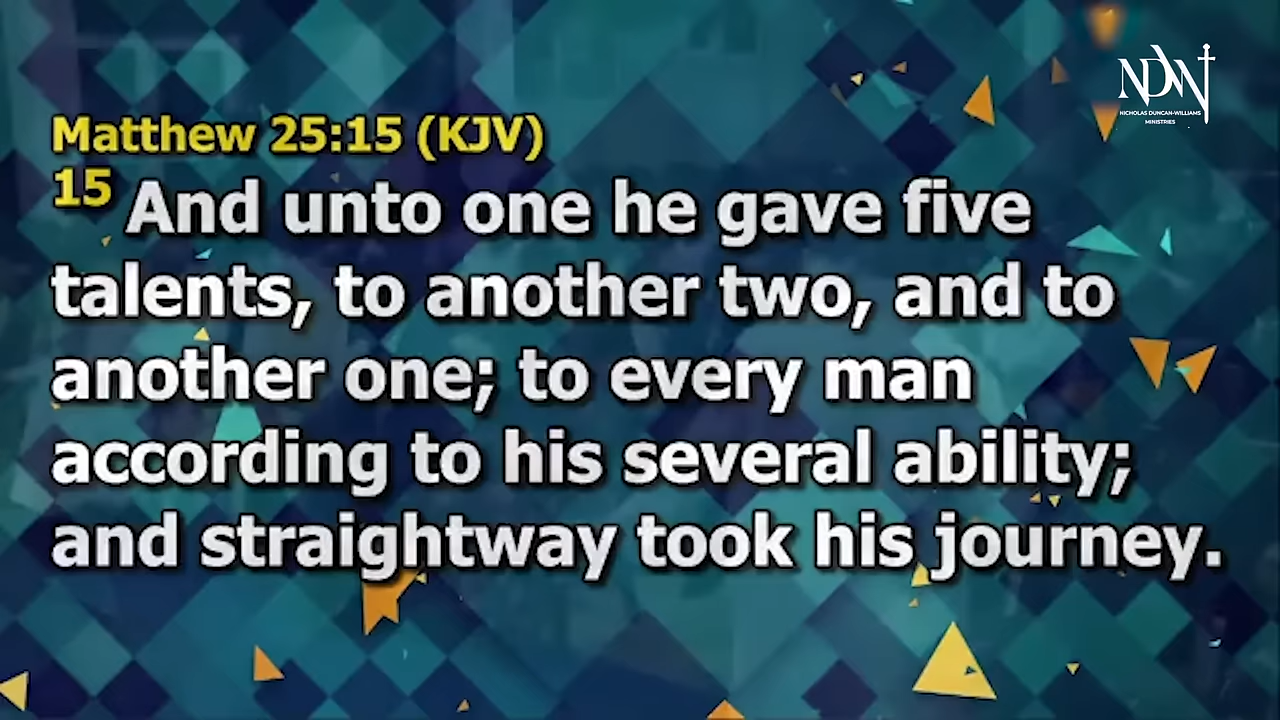 NDW
NICHOLAS DUNCAN-WILLIAMS
MINISTRIES
Matthew 25:15 (KJV)
15 And unto one he gave five
talents, to another two, and to
another one; to every man
according to his several ability;
and straightway took his journey.